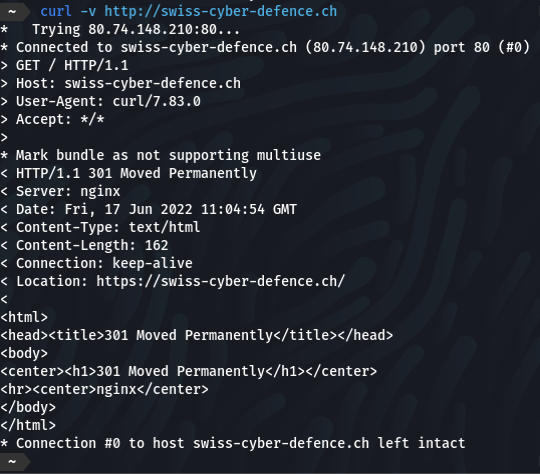 ~ curl -v http://swiss-cyber-defence.ch
*   Trying 80.74.148.210:80...
* Connected to swiss-cyber-defence.ch (80.74.148.210) port 80 (#0)
> GET / HTTP/1.1
> Host: swiss-cyber-defence.ch
> User-Agent: curl/7.83.0
> Accept: */*
>
* Mark bundle as not supporting multiuse
< HTTP/1.1 301 Moved Permanently
< Server: nginx
< Date: Fri, 17 Jun 2022 11:04:54 GMT
< Content-Type: text/html
< Content-Length: 162
< Connection: keep-alive
< Location: https://swiss-cyber-defence.ch/
<
<html>
<head><title>301 Moved Permanently</title></head>
<body>
<center><h1>301 Moved Permanently</h1></center>
<hr><center>nginx</center>
</body>
</html>
* Connection #0 to host swiss-cyber-defence.ch left intact
~